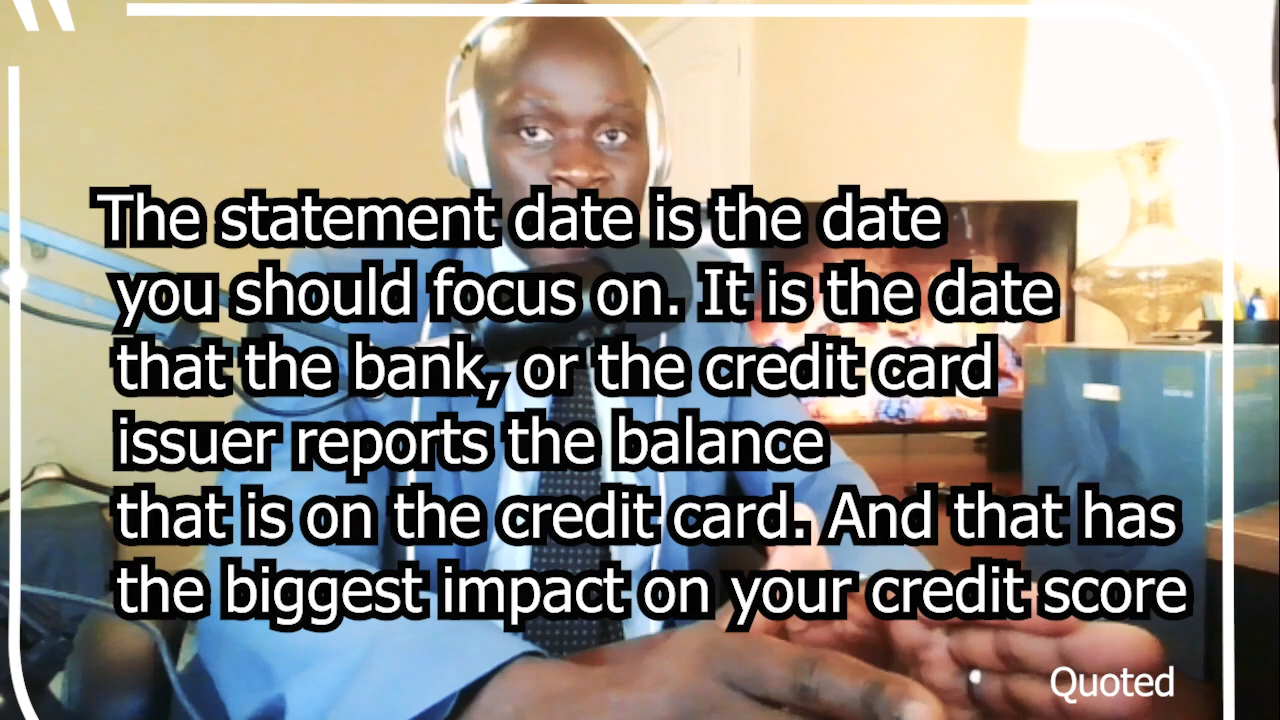 The statement date is the date
you should focus on. It is the date
that the bank, or the credit card
issuer reports the balance
that is on the credit card. And that has
the biggest impact on your credit score
Quoted